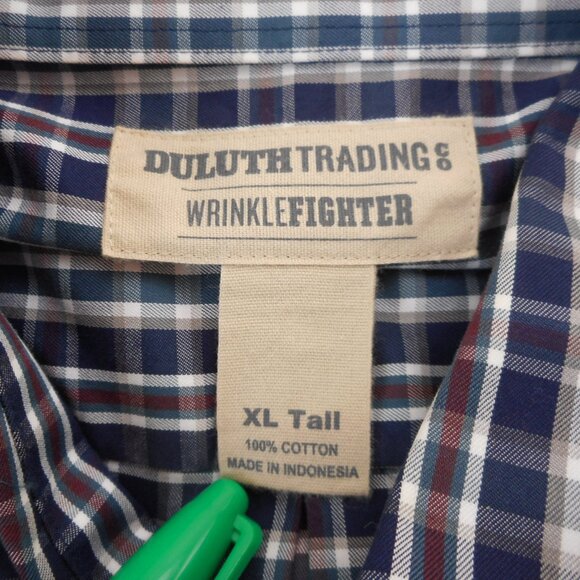 DULUTH TRADING CO
WRINKLEFIGHTER
XL Tall
100% COTTON
MADE IN INDONESIA